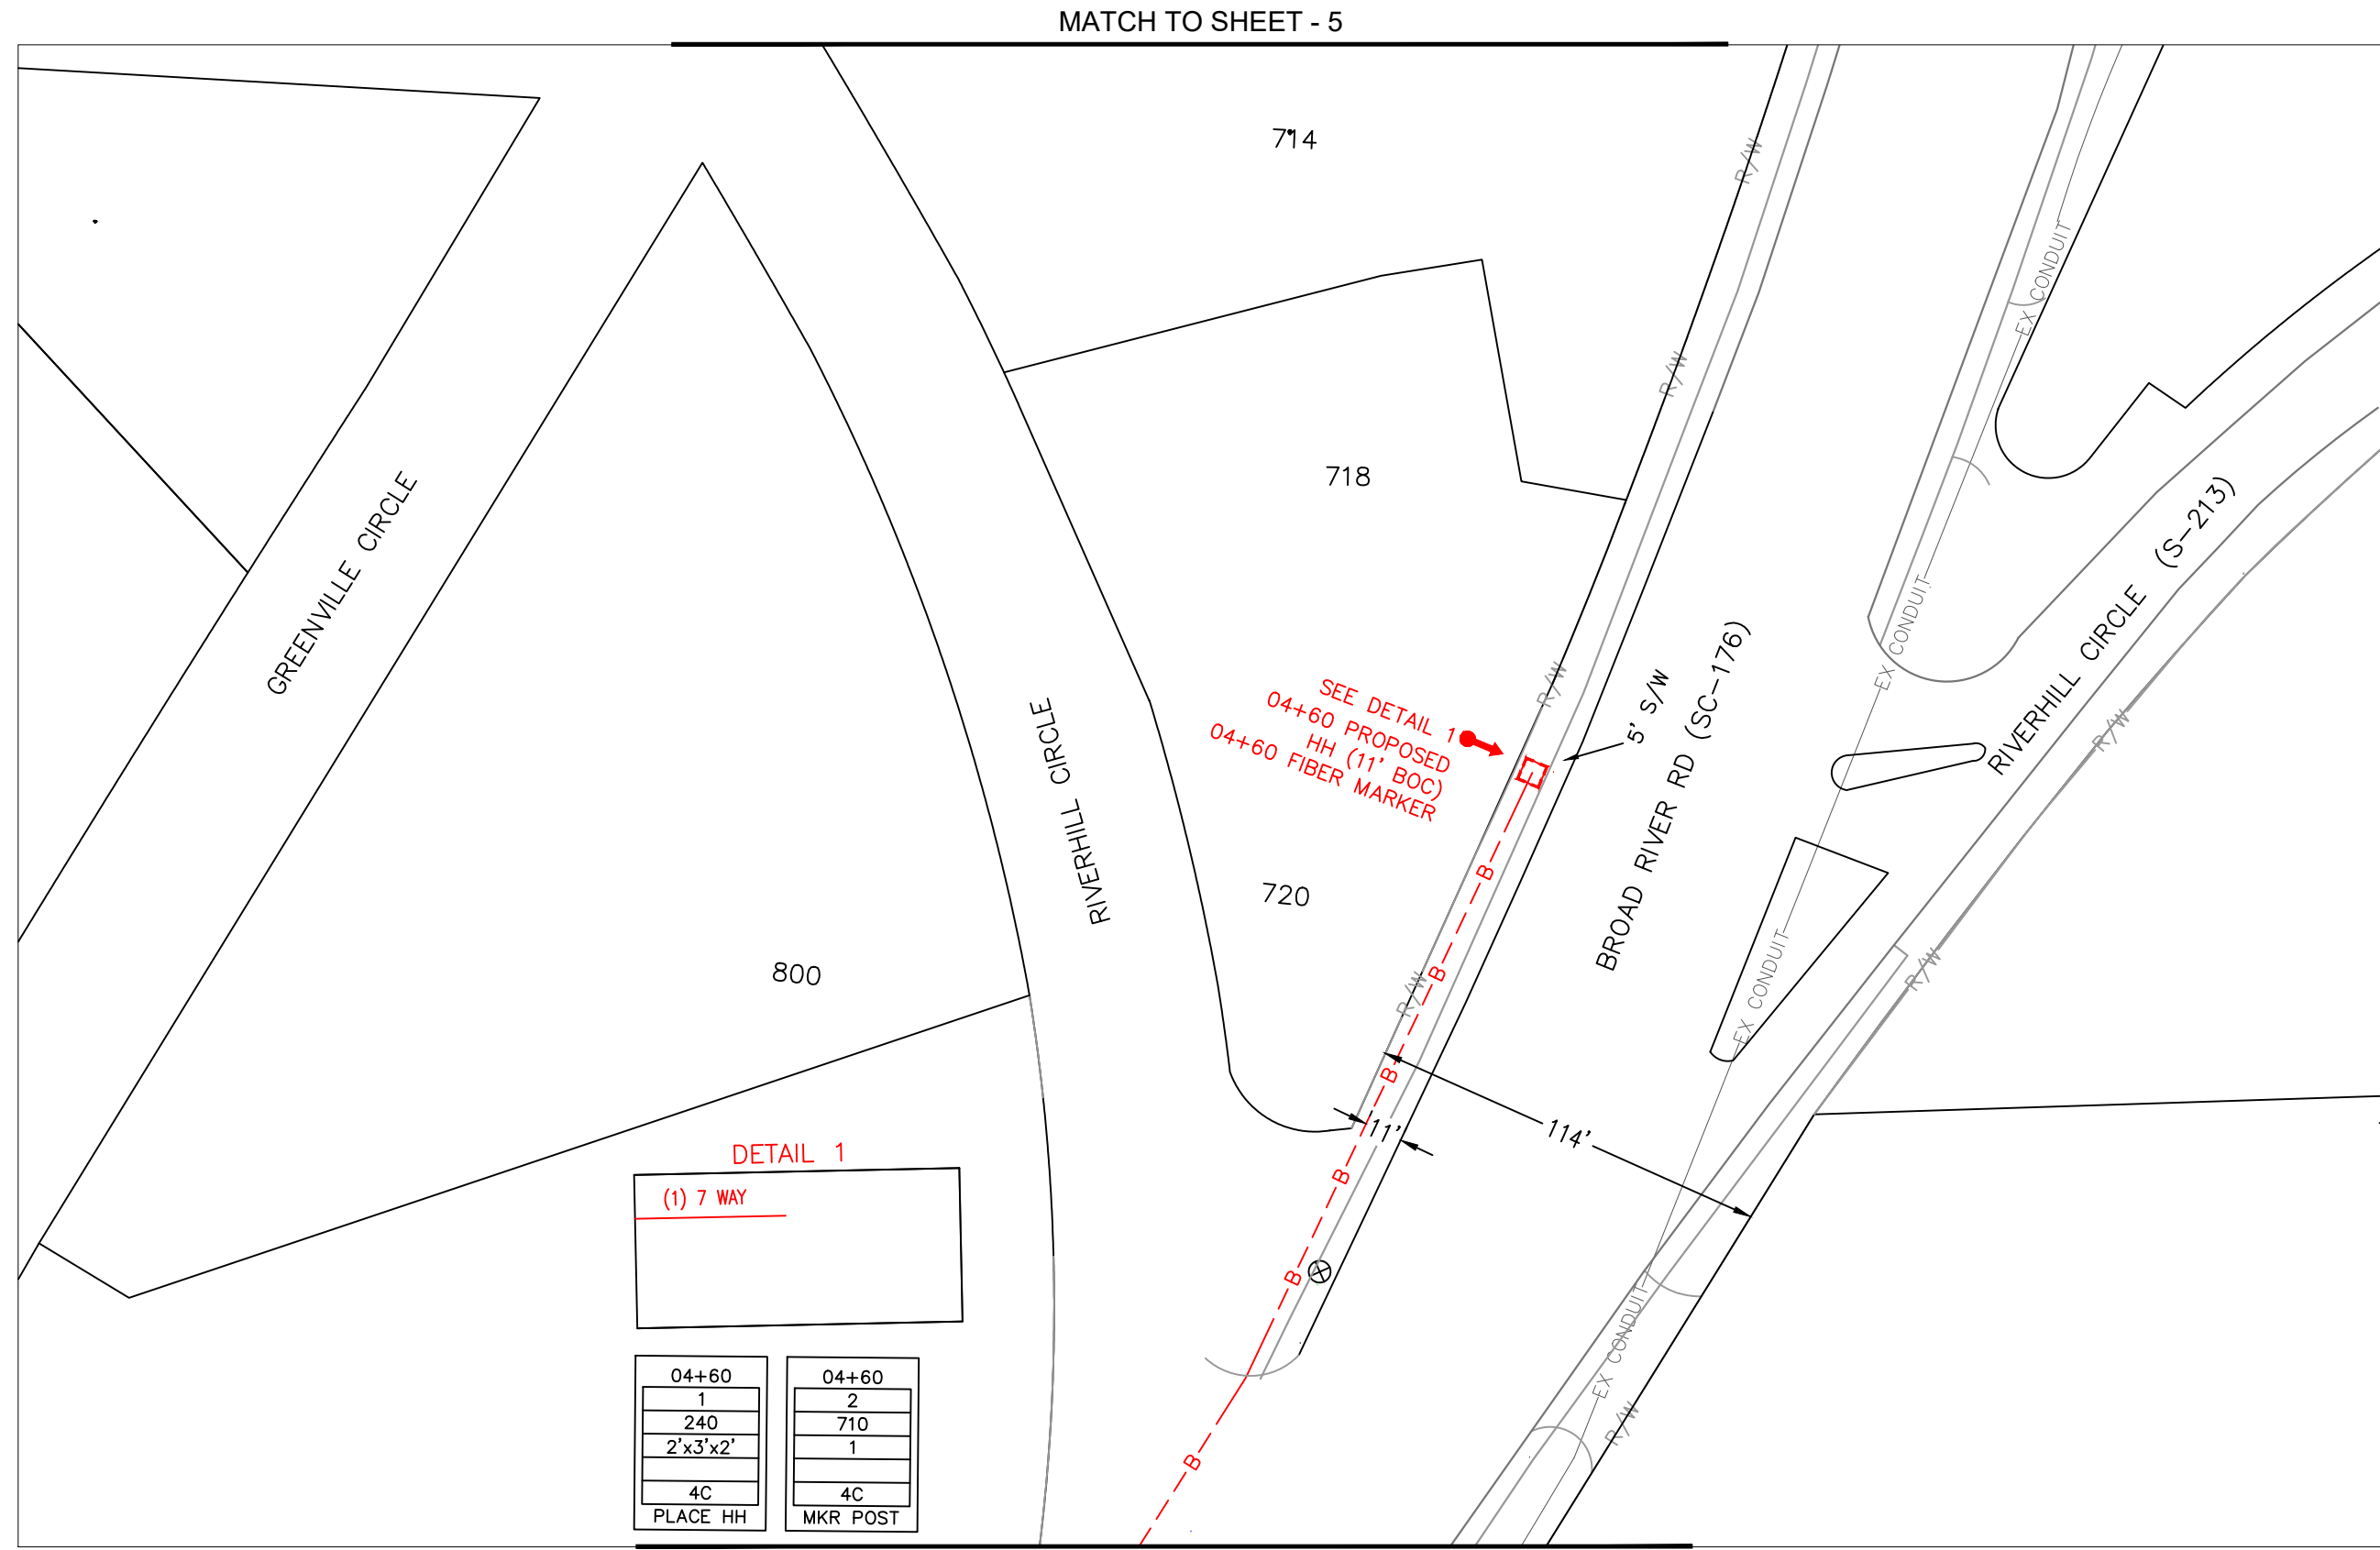 MATCH TO SHEET - 5
714
R/W
R/W
EX CONDUIT
718
GREENVILLE CIRCLE
RIVERHILL CIRCLE (S-213)
EX CONDUIT
R/W
SEE DETAIL 1
04+60 PROPOSED
HH (11' BOC)
04+60 FIBER MARKER
5' S/W
BROAD RIVER RD (SC-176)
R/W
RIVERHILL CIRCLE
B
720
800
B
R/W
EX CONDUIT
R/W
B
11'
114'
B
B
DETAIL 1
(1) 7 WAY
EX CONDUIT
R/W
B
04+60
1
240
2'x3'x2'
4C
PLACE HH
04+60
2
710
1
4C
MKR POST